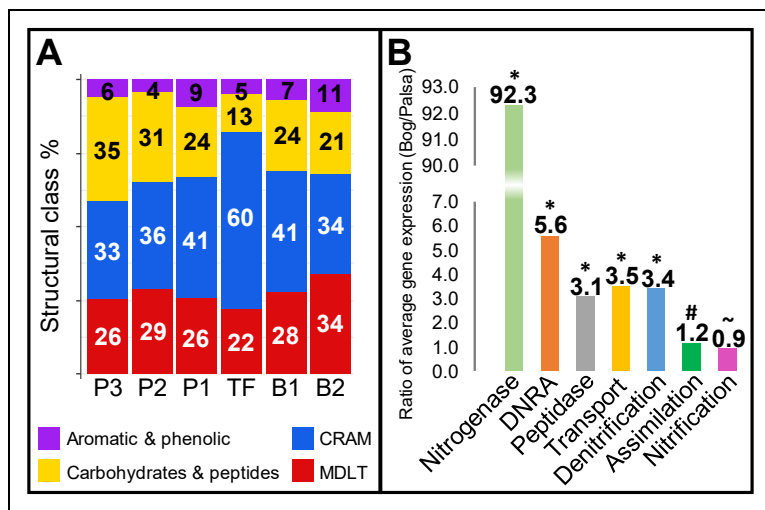 A
Structural class %
6 4 9 5 7 11
35 31 24 13 24 21
33 36 41 60 41 34
26 29 26 22 28 34
P3 P2 P1 TF B1 B2
Aromatic & phenolic
CRAM
Carbohydrates & peptides
MDLT
B
Ratio of average gene expression (Bog/Palsa)
93.0
92.0
91.0
90.0
7.0
6.0
5.0
4.0
3.0
2.0
1.0
0.0
*
92.3
*
5.6
*
3.1
*
3.5
*
3.4
#
1.2
~
0.9
Nitrogenase
DNRA
Peptidase
Transport
Denitrification
Assimilation
Nitrification